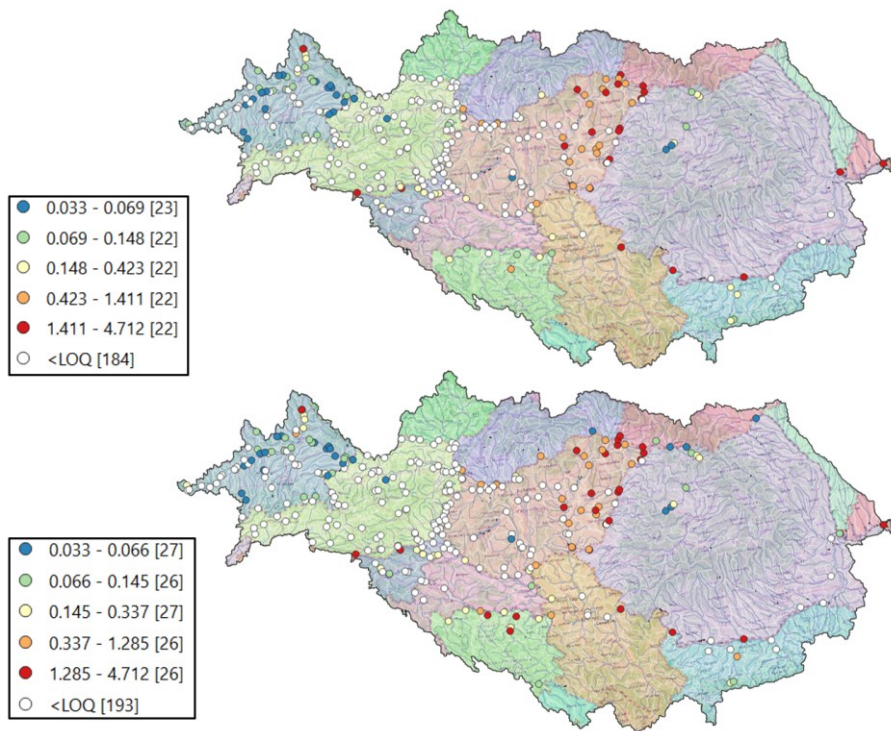 0.033 - 0.069 [23]
0.069 - 0.148 [22]
0.148 - 0.423 [22]
0.423 - 1.411 [22]
1.411 - 4.712 [22]
<LOQ [184]
0.033 - 0.066 [27]
0.066 - 0.145 [26]
0.145 - 0.337 [27]
0.337 - 1.285 [26]
1.285 - 4.712 [26]
<LOQ [193]